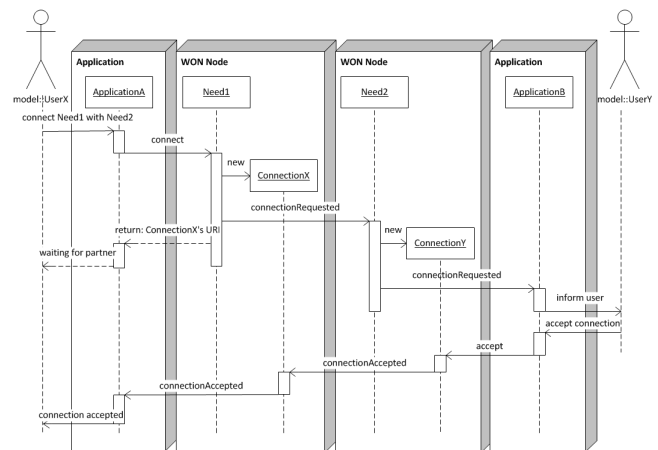 Application
WON Node
WON Node
Application
ApplicationA
Need1
Need2
ApplicationB
model::UserX
model::UserY
connect Need1 with Need2
connect
new
ConnectionX
connectionRequested
new
return: ConnectionX's URI
ConnectionY
waiting for partner
connectionRequested
inform user
accept connection
accept
connectionAccepted
connectionAccepted
connection accepted